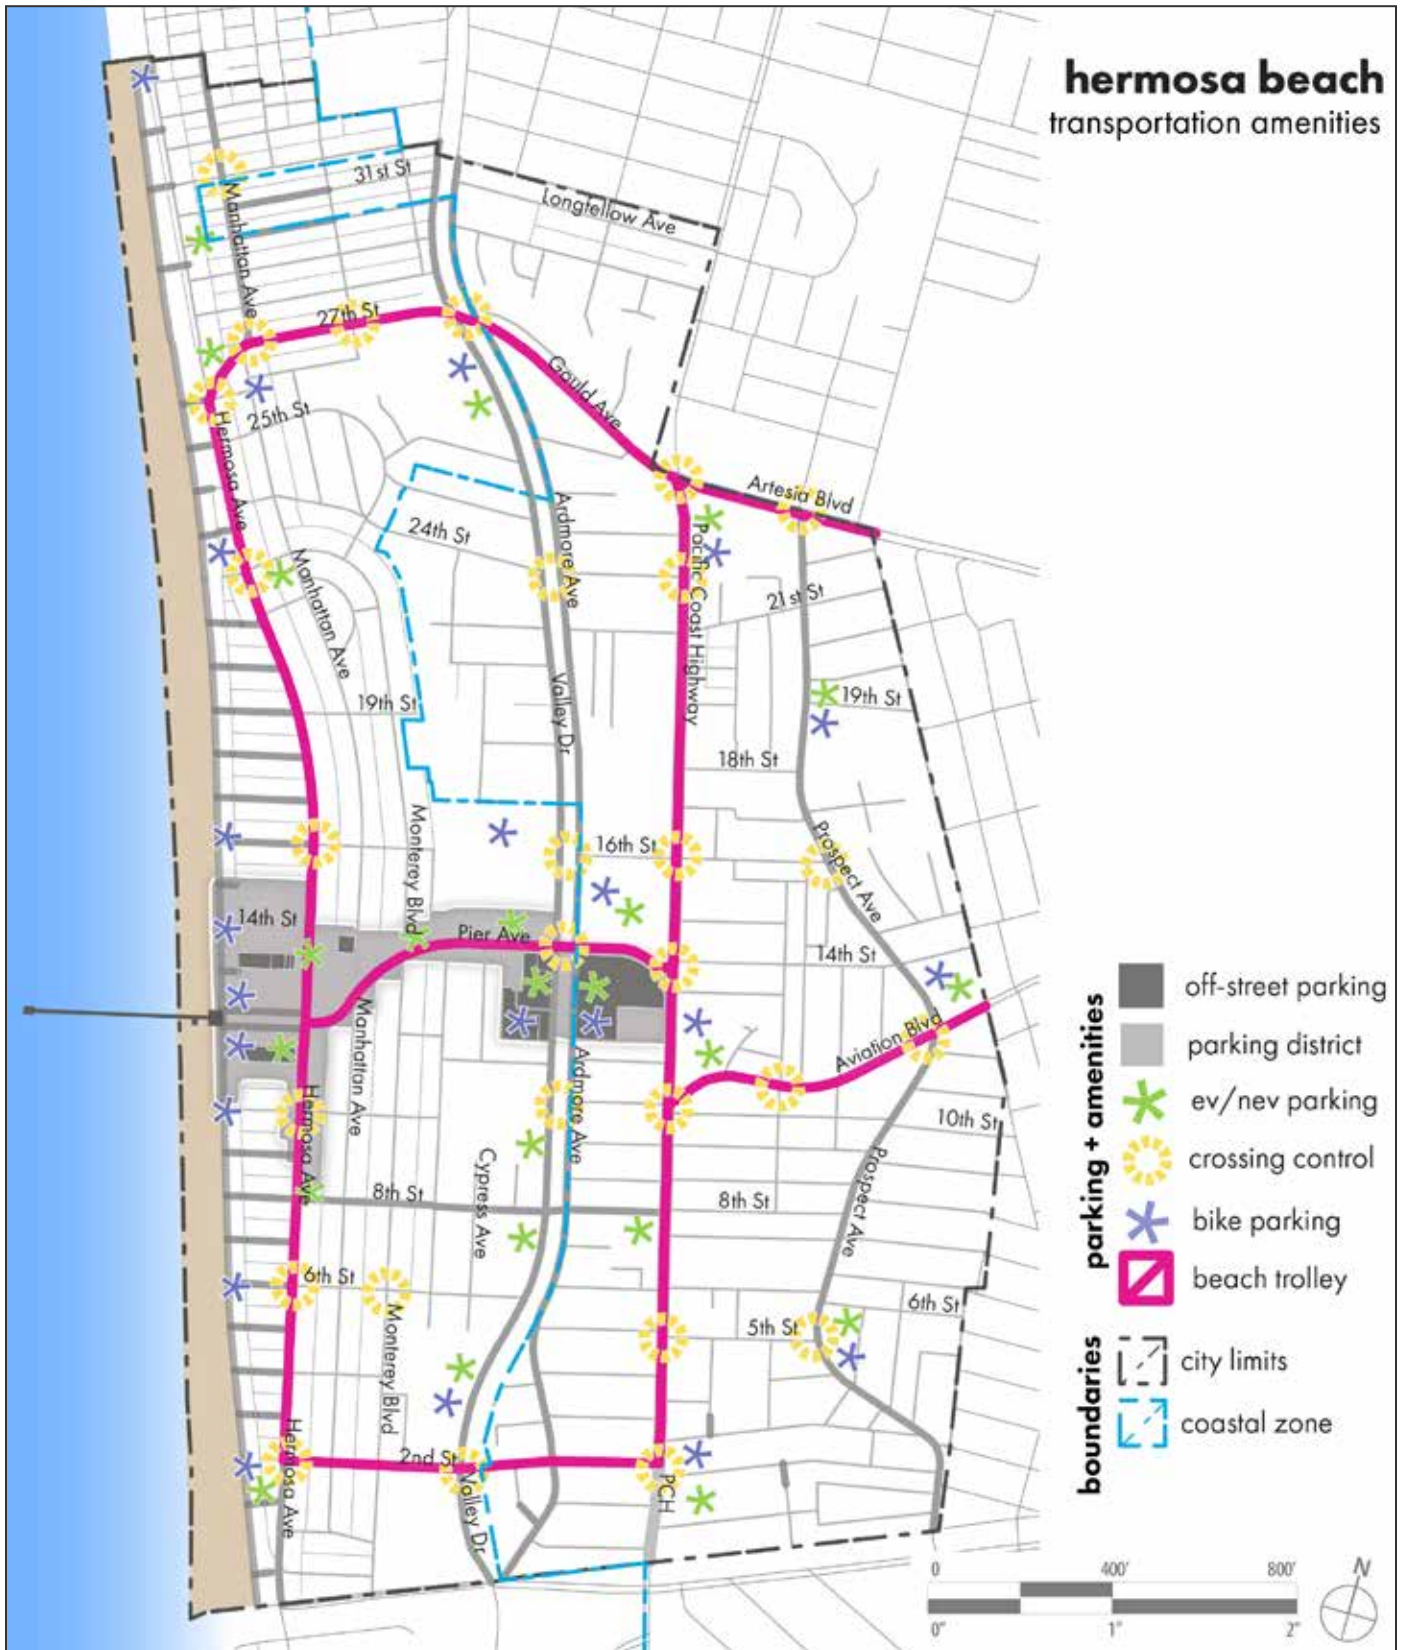 hermosa beach
transportation amenities
31st St
Longfellow Ave
Manhattan Ave
27th St
Gould Ave
25th St
Hermosa Ave
Artesia Blvd
24th St
Ardmore Ave
Pacific Coast Highway
Manhattan Ave
21st St
19th St
19th St
Valley Dr
18th St
Monterey Blvd
16th St
Prospect Ave
14th St
Pier Ave
14th St
Manhattan Ave
Aviation Blvd
Ardmore Ave
Hermosa Ave
10th St
Cypress Ave
Prospect Ave
8th St
8th St
6th St
6th St
5th St
Monterey Blvd
2nd St
Hermosa Ave
Valley Dr
PCH
parking + amenities
off-street parking
parking district
ev/nev parking
crossing control
bike parking
beach trolley
boundaries
city limits
coastal zone
0 400' 800'
0" 1" 2"
N